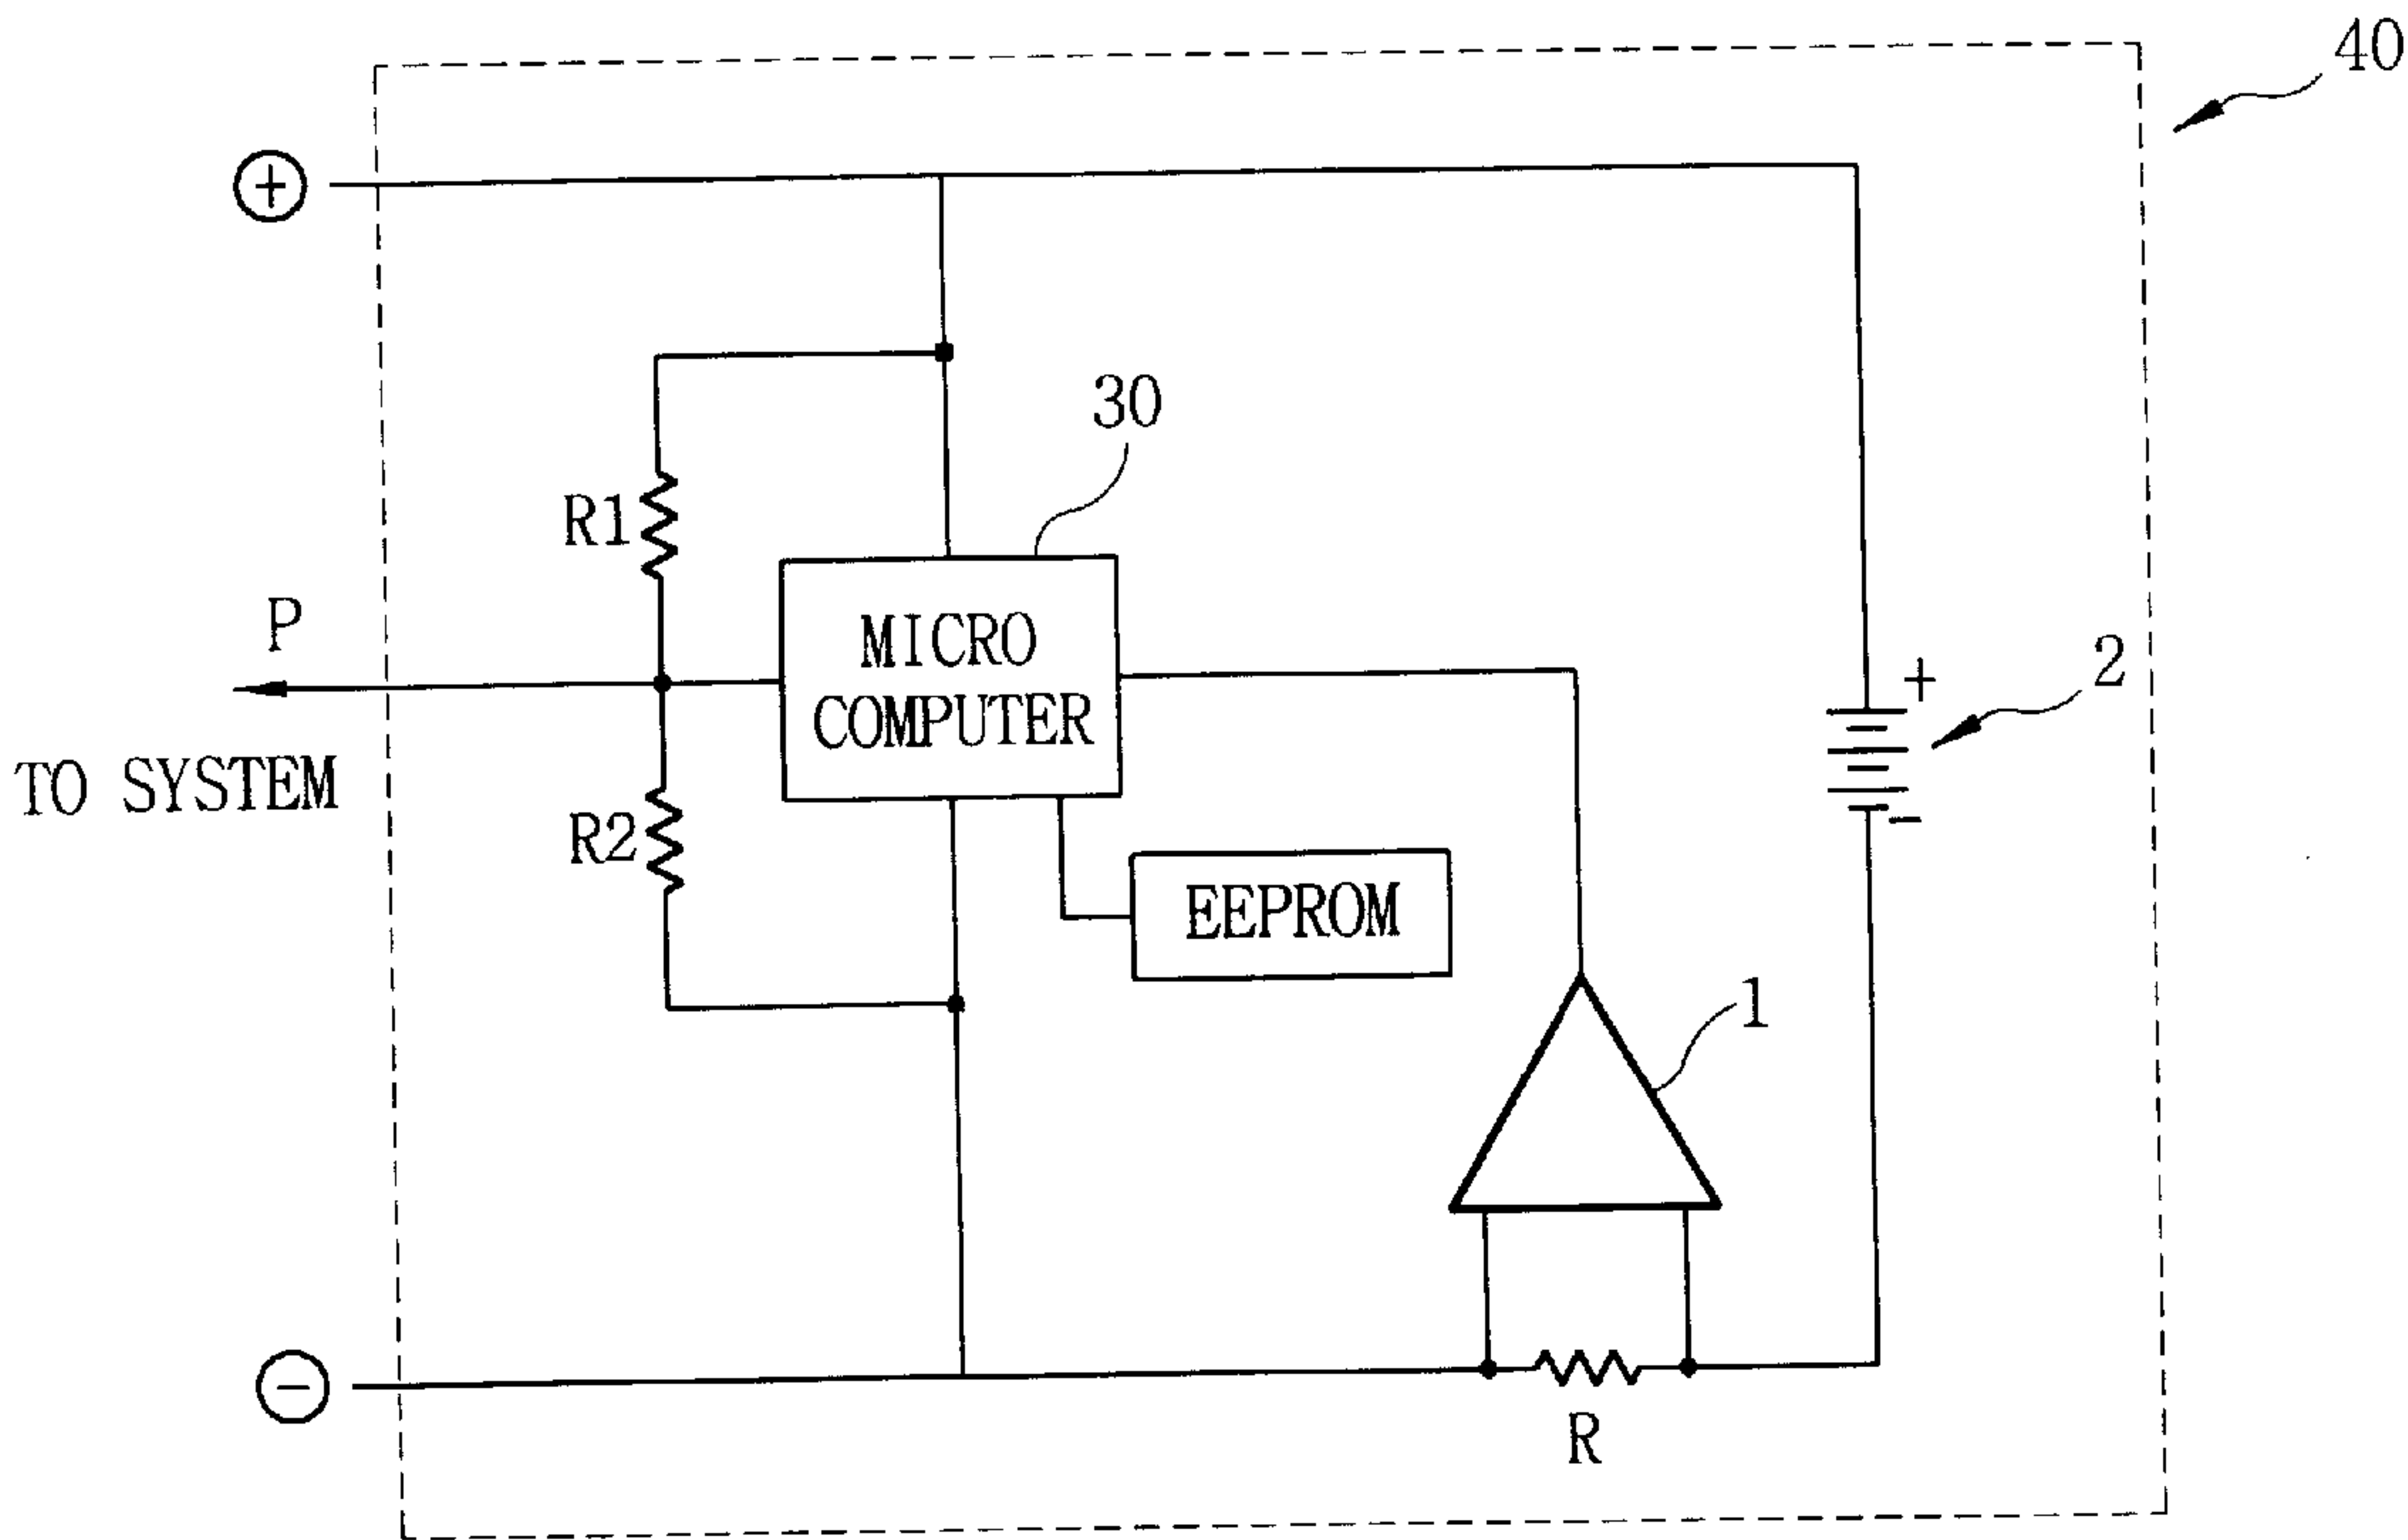 40
+
30
R1
P
MICRO
COMPUTER
+
2
TO SYSTEM
R2
-
EEPROM
1
-
R